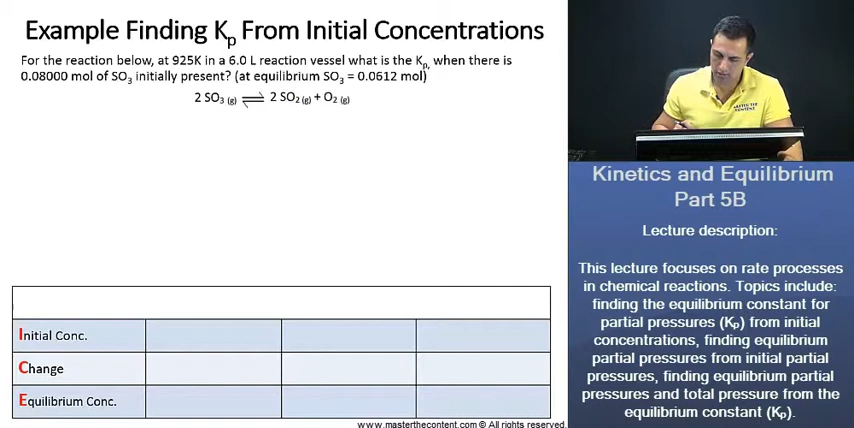 Example Finding Kp From Initial Concentrations
For the reaction below, at 925K in a 6.0 L reaction vessel what is the Kp, when there is
0.08000 mol of SO3 initially present? (at equilibrium SO3 = 0.0612 mol)
2 SO3 (g) ⇌ 2 SO2 (g) + O2 (g)
Initial Conc.
Change
Equilibrium Conc.
www.masterthecontent.com © All rights reserved.
MASTER THE
CONTENT
Kinetics and Equilibrium
Part 5B
Lecture description:
This lecture focuses on rate processes
in chemical reactions. Topics include:
finding the equilibrium constant for
partial pressures (Kp) from initial
concentrations, finding equilibrium
partial pressures from initial partial
pressures, finding equilibrium partial
pressures and total pressure from the
equilibrium constant (Kp).